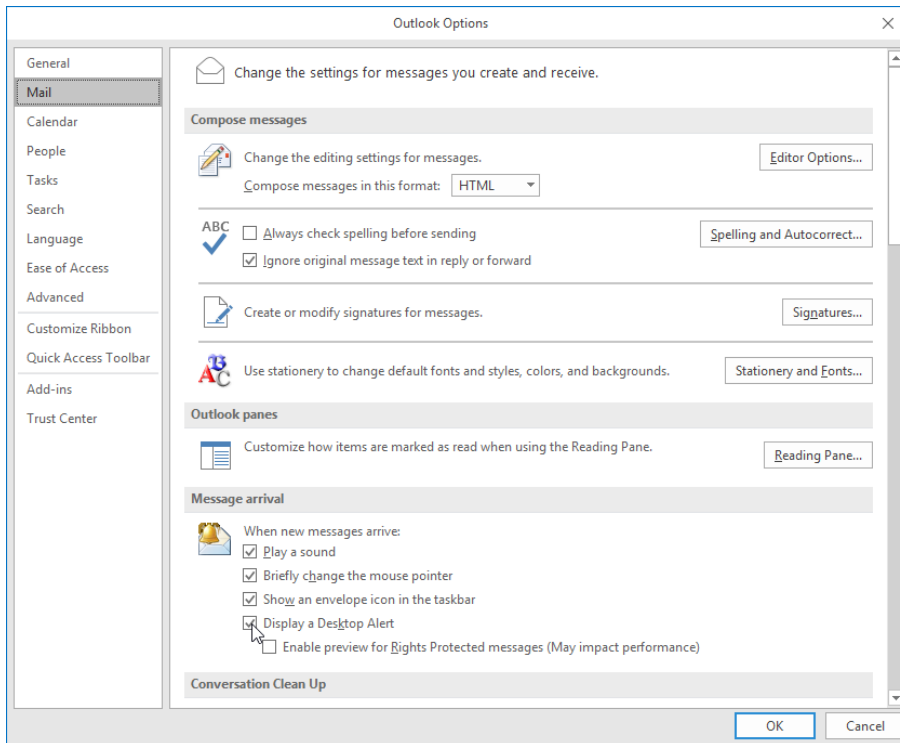 Outlook Options
General
Mail
Calendar
People
Tasks
Search
Language
Ease of Access
Advanced
Customize Ribbon
Quick Access Toolbar
Add-ins
Trust Center
Change the settings for messages you create and receive.
Compose messages
Change the editing settings for messages.
Editor Options...
Compose messages in this format: HTML
ABC
Always check spelling before sending
Spelling and Autocorrect...
Ignore original message text in reply or forward
Create or modify signatures for messages.
Signatures...
Use stationery to change default fonts and styles, colors, and backgrounds.
Stationery and Fonts...
Outlook panes
Customize how items are marked as read when using the Reading Pane.
Reading Pane...
Message arrival
When new messages arrive:
Play a sound
Briefly change the mouse pointer
Show an envelope icon in the taskbar
Display a Desktop Alert
Enable preview for Rights Protected messages (May impact performance)
Conversation Clean Up
OK
Cancel